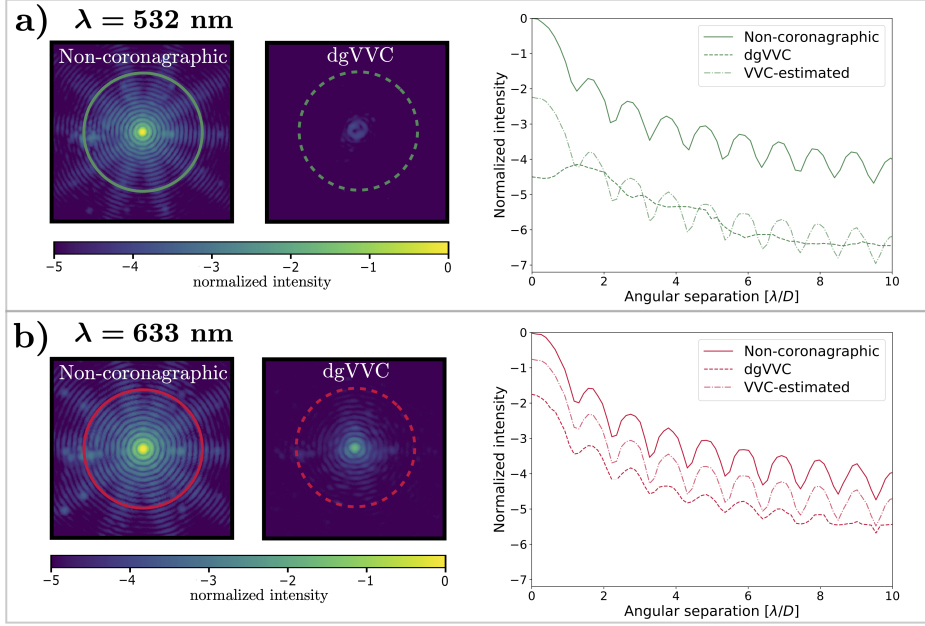 a) λ = 532 nm
Non-coronagraphic
dgVVC
−5 −4 −3 −2 −1 0
normalized intensity
0
−1
−2
−3
−4
−5
−6
−7
Normalized intensity
Non-coronagraphic
dgVVC
VVC-estimated
0 2 4 6 8 10
Angular separation [λ/D]
b) λ = 633 nm
Non-coronagraphic
dgVVC
−5 −4 −3 −2 −1 0
normalized intensity
0
−1
−2
−3
−4
−5
−6
−7
Normalized intensity
Non-coronagraphic
dgVVC
VVC-estimated
0 2 4 6 8 10
Angular separation [λ/D]